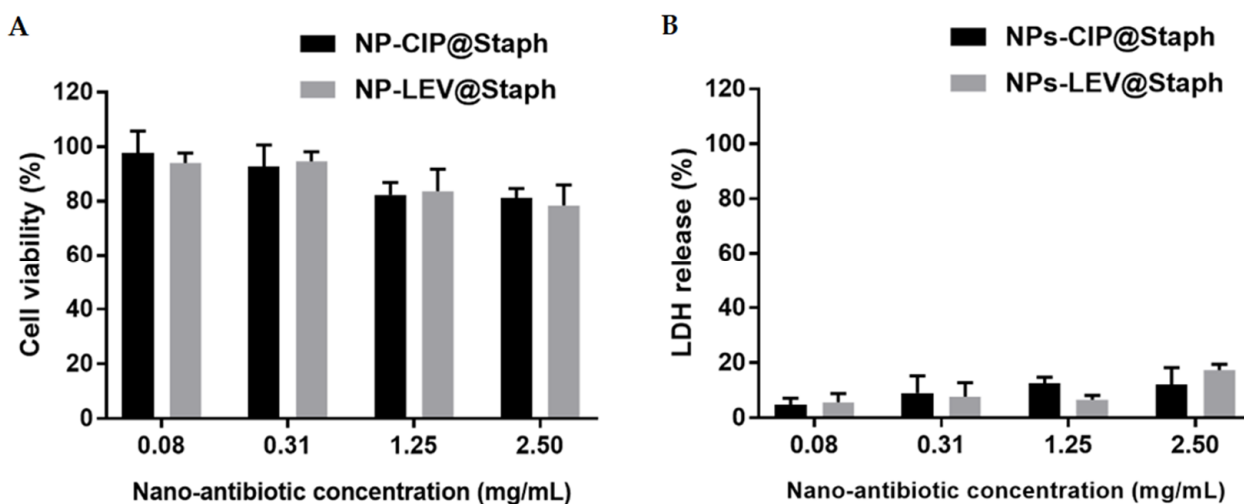 A
NP-CIP@Staph
NP-LEV@Staph
120
100
80
60
40
20
0
Cell viability (%)
0.08 0.31 1.25 2.50
Nano-antibiotic concentration (mg/mL)
B
NPs-CIP@Staph
NPs-LEV@Staph
120
100
80
60
40
20
0
LDH release (%)
0.08 0.31 1.25 2.50
Nano-antibiotic concentration (mg/mL)